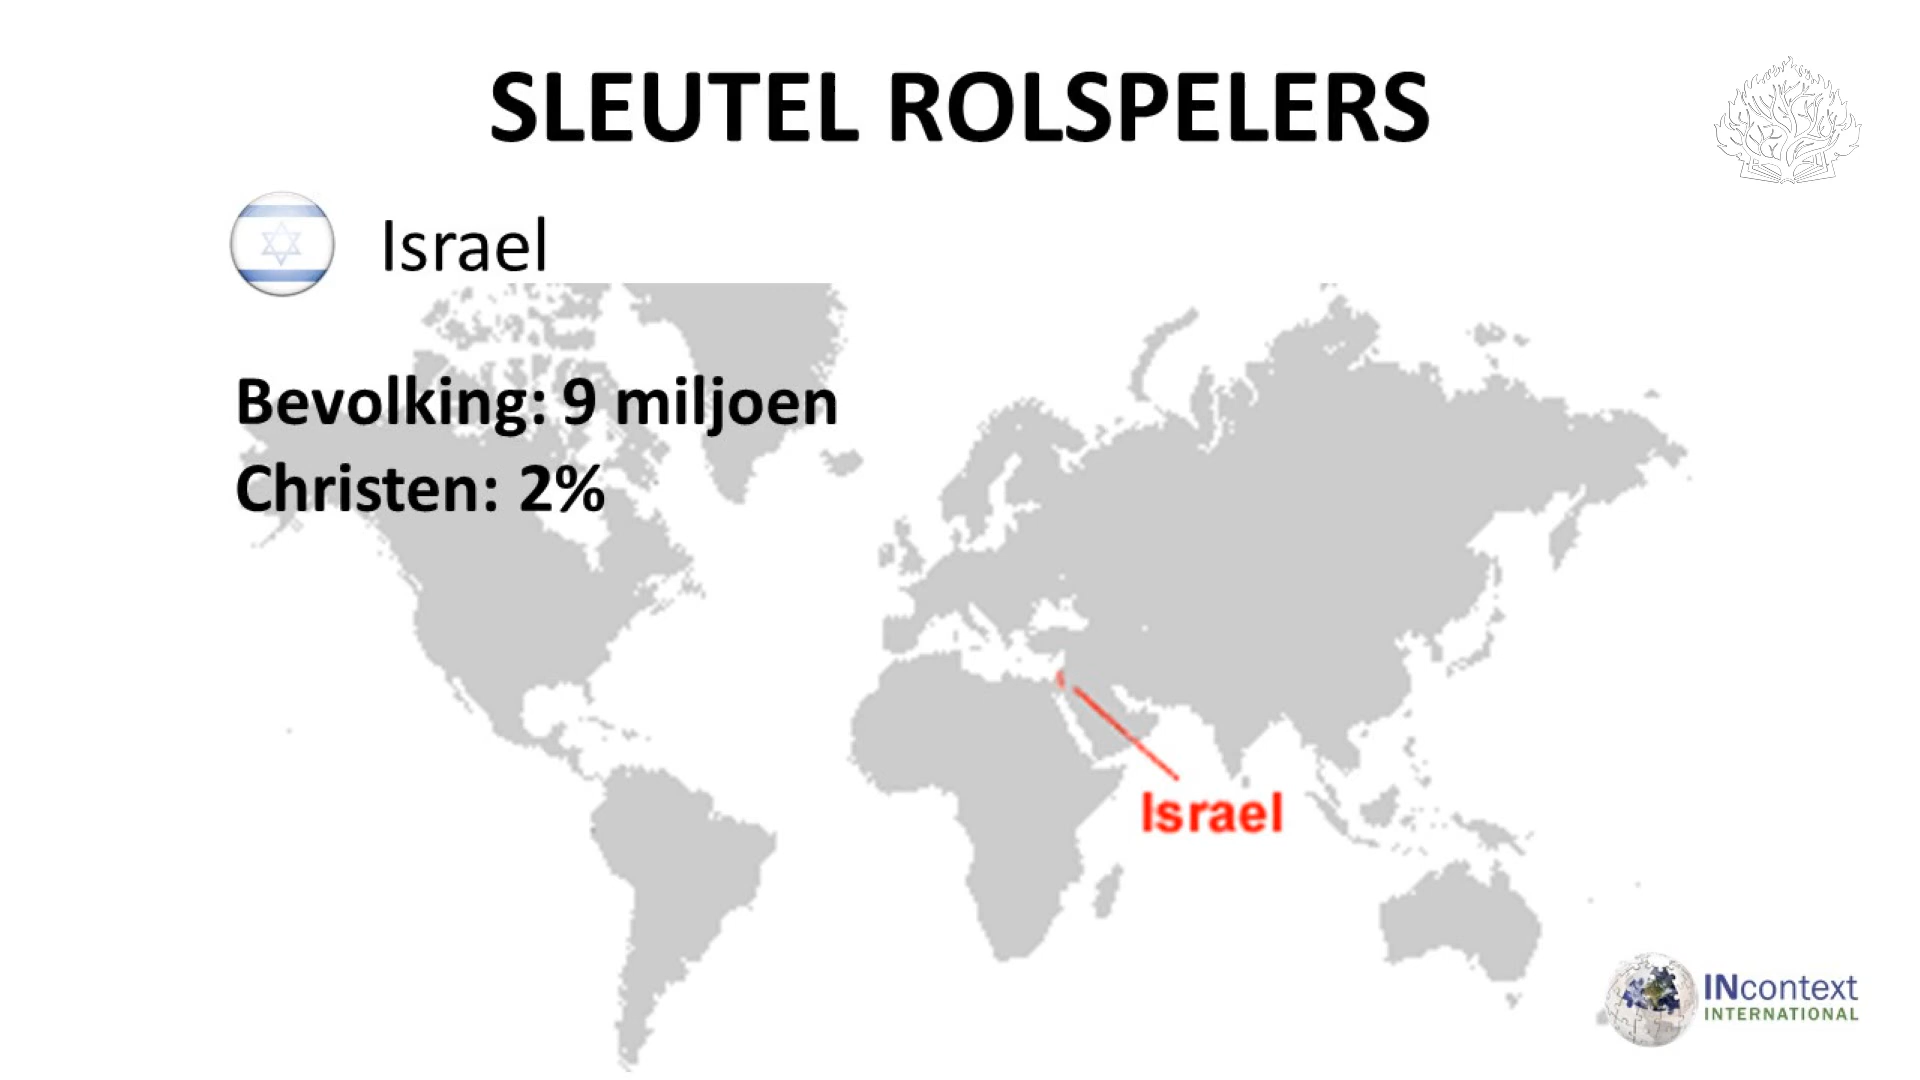 SLEUTEL ROLSPELERS
Israel
Bevolking: 9 miljoen
Christen: 2%
Israel
INcontext
INTERNATIONAL